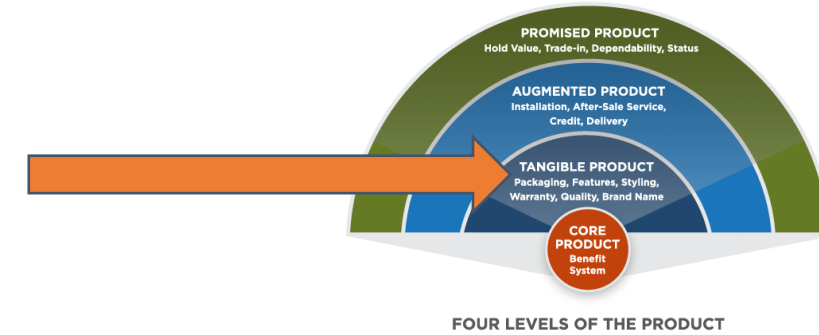 PROMISED PRODUCT
Hold Value, Trade-in, Dependability, Status
AUGMENTED PRODUCT
Installation, After-Sale Service,
Credit, Delivery
TANGIBLE PRODUCT
Packaging, Features, Styling,
Warranty, Quality, Brand Name
CORE
PRODUCT
Benefit
System
FOUR LEVELS OF THE PRODUCT